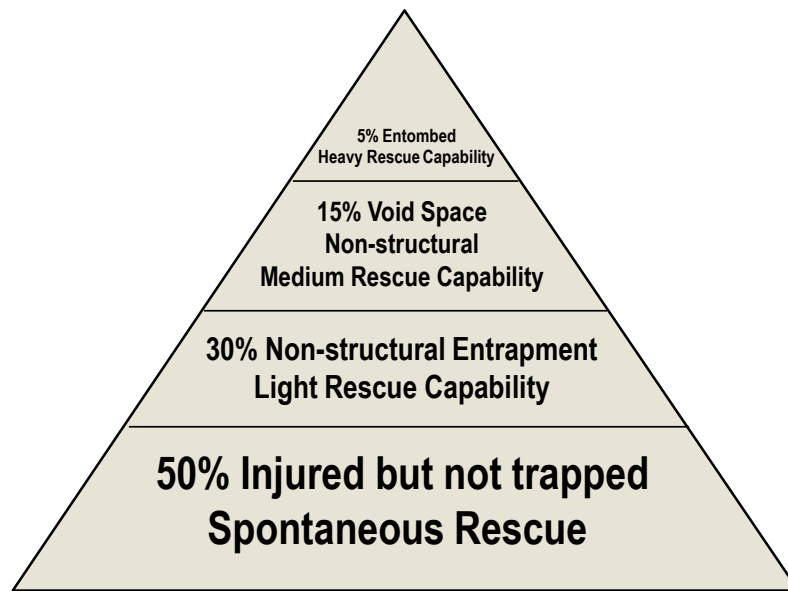 5% Entombed
Heavy Rescue Capability
15% Void Space
Non-structural
Medium Rescue Capability
30% Non-structural Entrapment
Light Rescue Capability
50% Injured but not trapped
Spontaneous Rescue